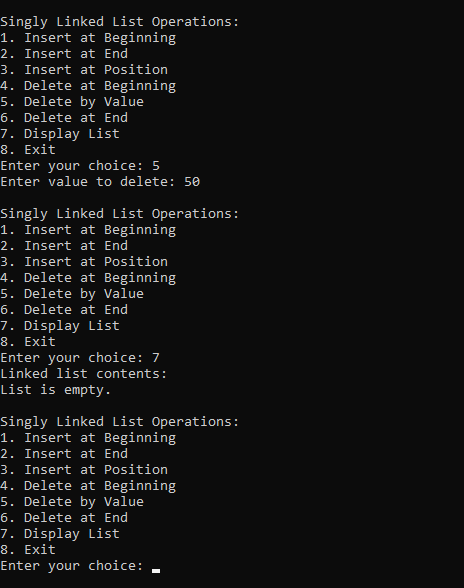 Singly Linked List Operations:
1. Insert at Beginning
2. Insert at End
3. Insert at Position
4. Delete at Beginning
5. Delete by Value
6. Delete at End
7. Display List
8. Exit
Enter your choice: 5
Enter value to delete: 50
Singly Linked List Operations:
1. Insert at Beginning
2. Insert at End
3. Insert at Position
4. Delete at Beginning
5. Delete by Value
6. Delete at End
7. Display List
8. Exit
Enter your choice: 7
Linked list contents:
List is empty.
Singly Linked List Operations:
1. Insert at Beginning
2. Insert at End
3. Insert at Position
4. Delete at Beginning
5. Delete by Value
6. Delete at End
7. Display List
8. Exit
Enter your choice: